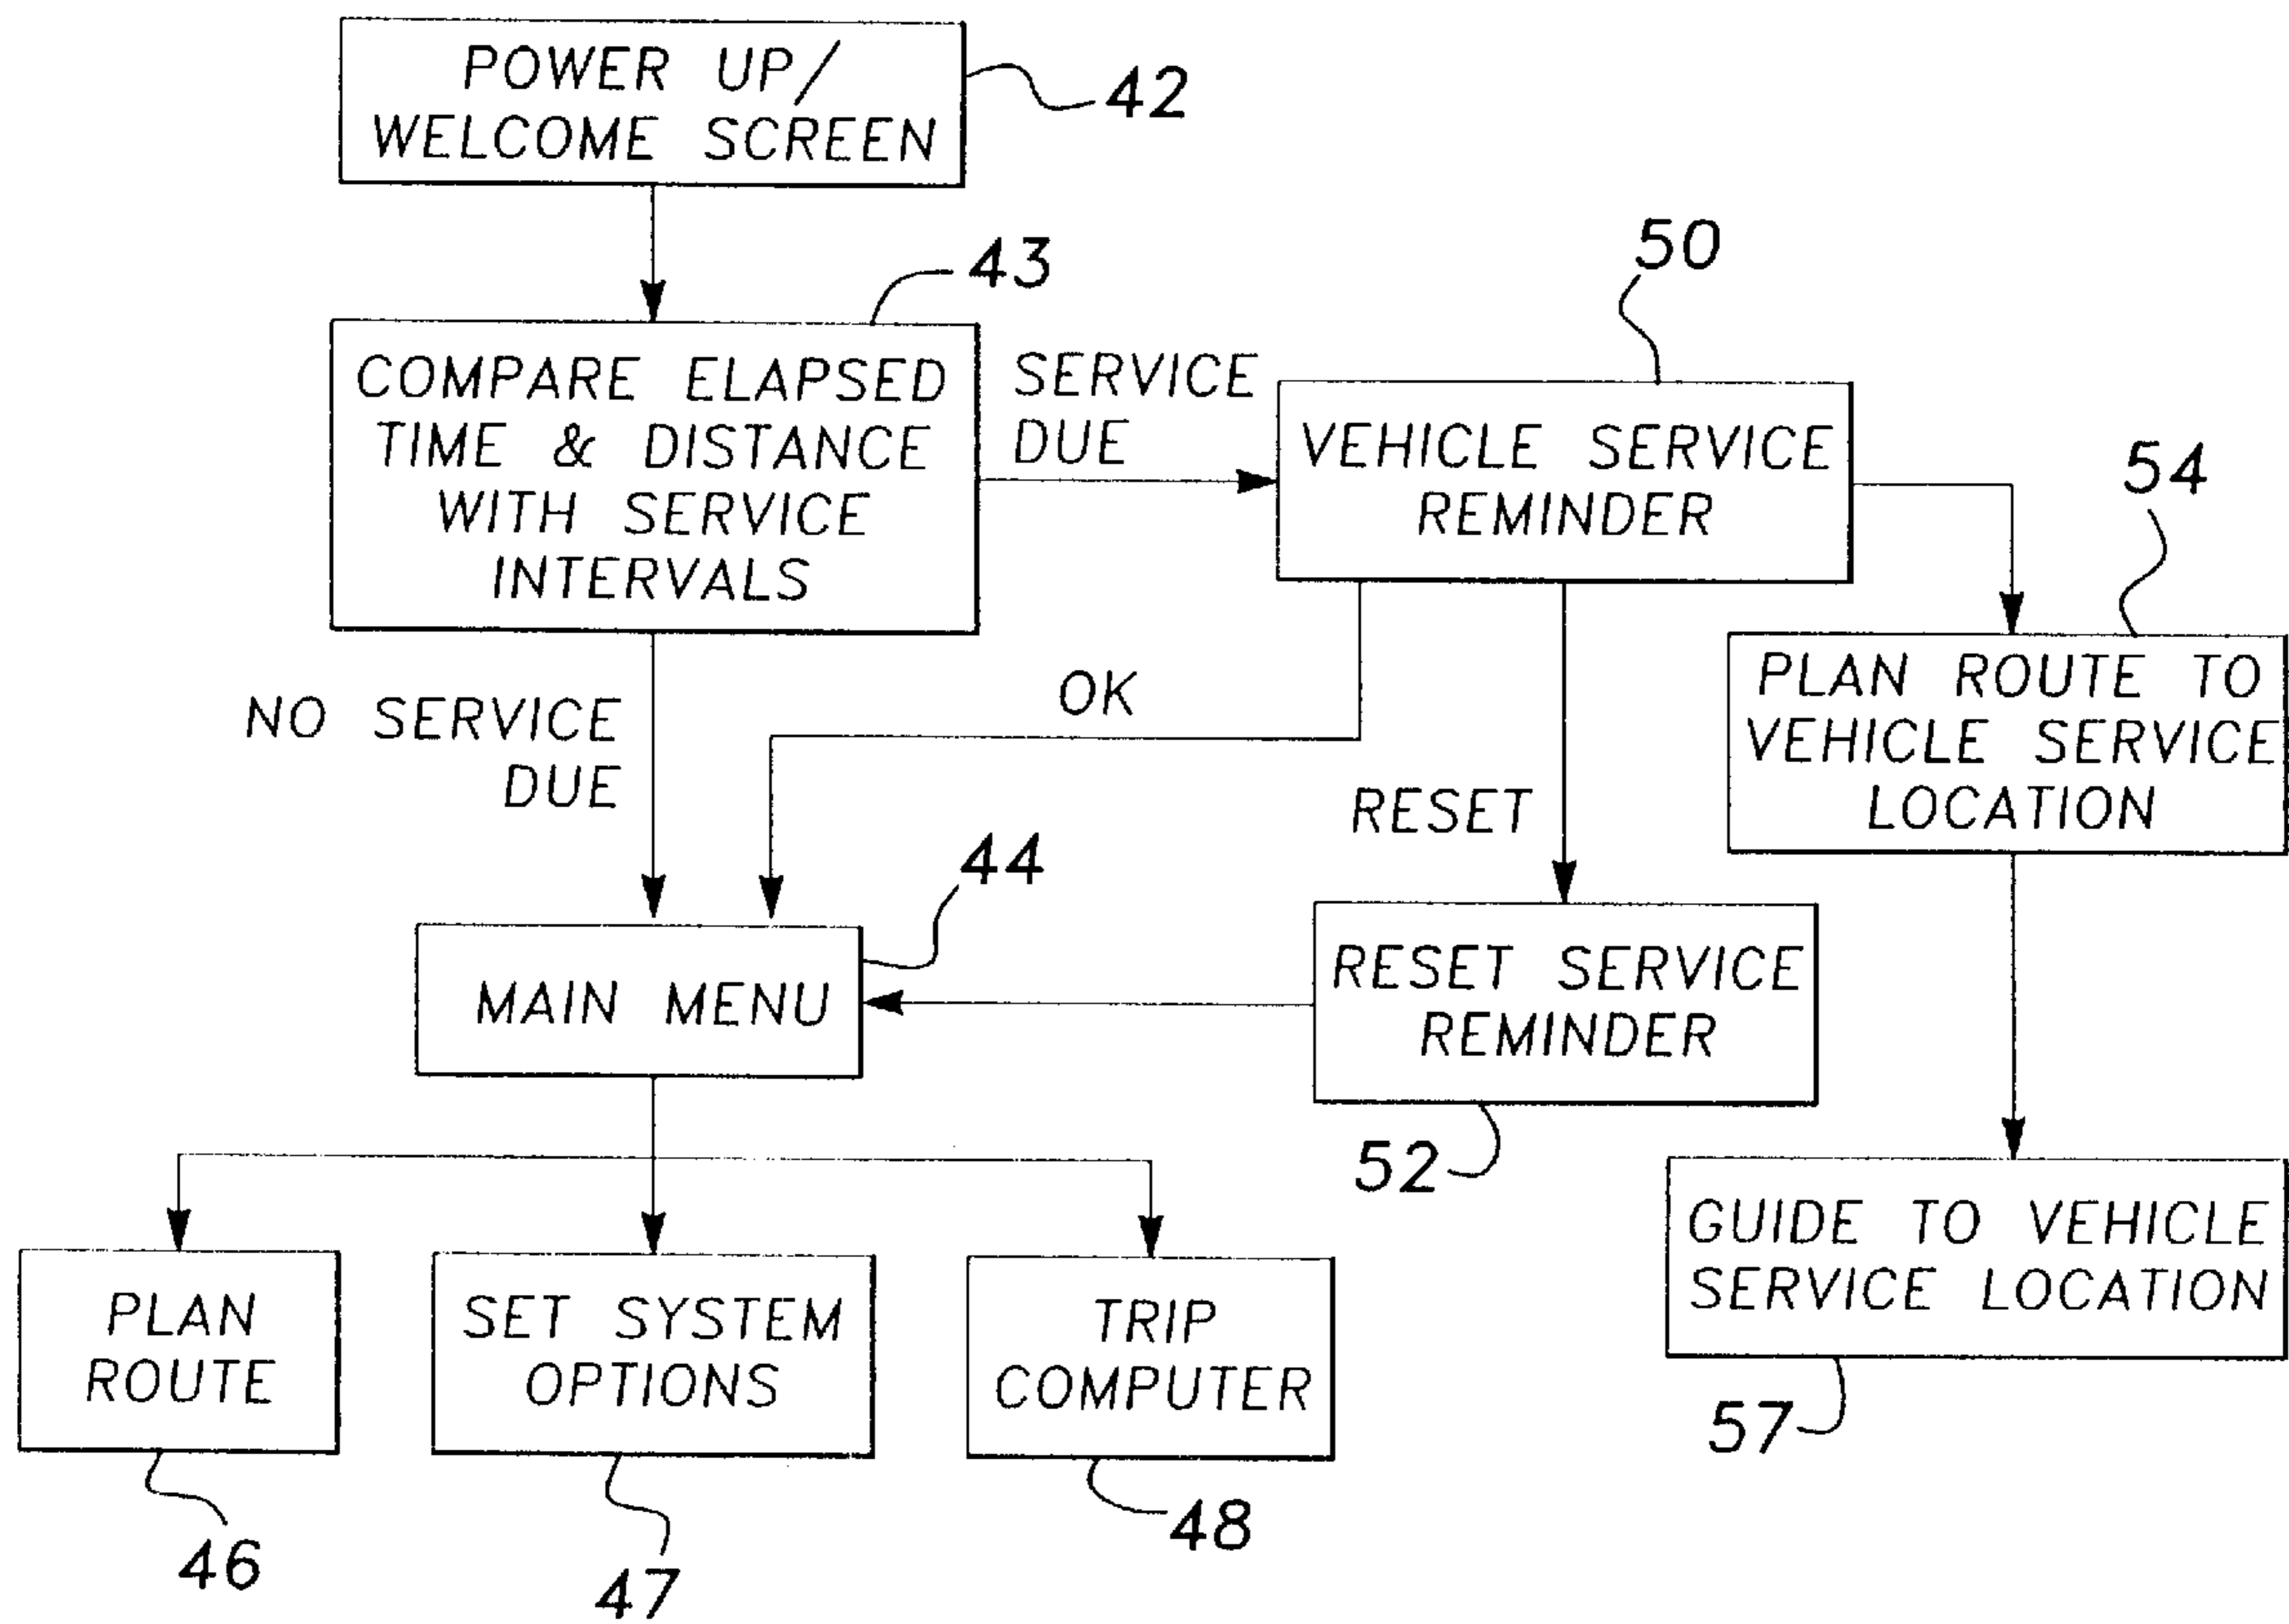 POWER UP/
WELCOME SCREEN
42
43
COMPARE ELAPSED
TIME & DISTANCE
WITH SERVICE
INTERVALS
SERVICE
DUE
50
VEHICLE SERVICE
REMINDER
54
PLAN ROUTE TO
VEHICLE SERVICE
LOCATION
NO SERVICE
DUE
OK
RESET
44
MAIN MENU
RESET SERVICE
REMINDER
52
GUIDE TO VEHICLE
SERVICE LOCATION
57
PLAN
ROUTE
46
SET SYSTEM
OPTIONS
47
TRIP
COMPUTER
48